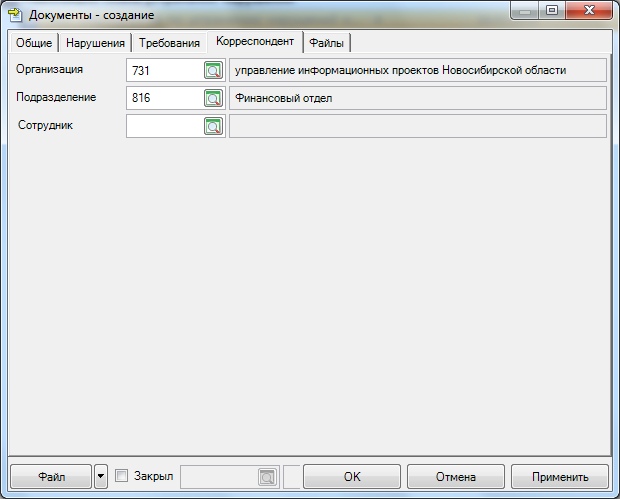 Документы - создание
Общие Нарушения Требования Корреспондент Файлы
Организация 731 управление информационных проектов Новосибирской области
Подразделение 816 Финансовый отдел
Сотрудник
Файл Закрыл OK Отмена Применить